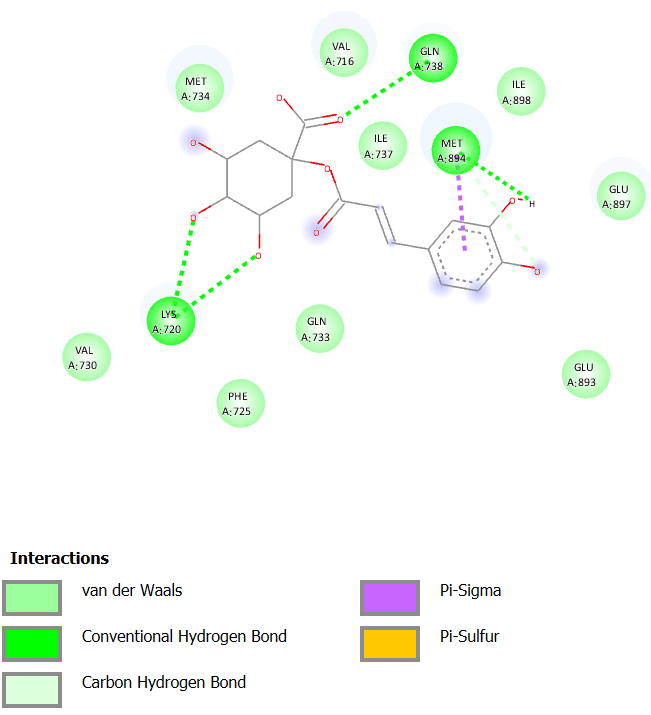 VAL
A:716
GLN
A:738
MET
A:734
ILE
A:898
ILE
A:737
MET
A:894
GLU
A:897
O
O
O
O
O
H
O
O
O
O
LYS
A:720
GLN
A:733
VAL
A:730
PHE
A:725
GLU
A:893
Interactions
van der Waals
Pi-Sigma
Conventional Hydrogen Bond
Pi-Sulfur
Carbon Hydrogen Bond